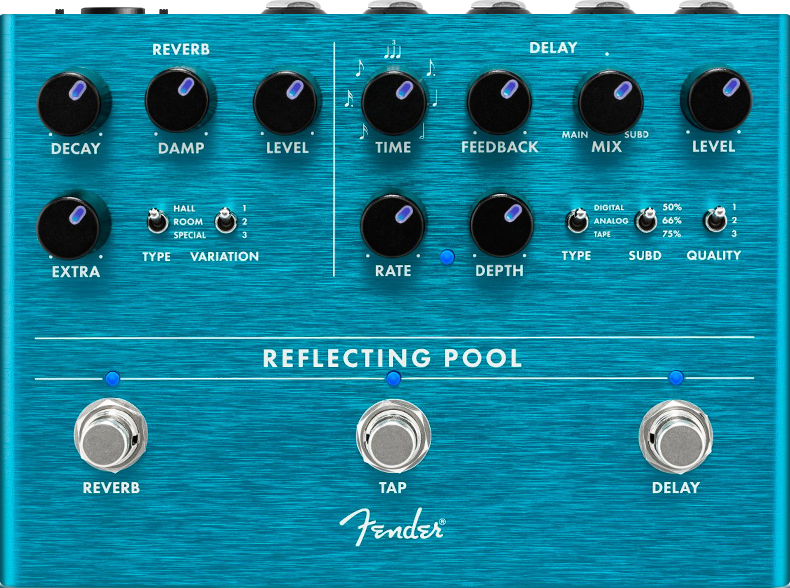 REVERB
DELAY
3
DECAY
DAMP
LEVEL
TIME
FEEDBACK
MAIN SUBD
MIX
LEVEL
EXTRA
HALL
ROOM
SPECIAL
TYPE
1
2
3
VARIATION
RATE
DEPTH
DIGITAL
ANALOG
TAPE
TYPE
50%
66%
75%
SUBD
1
2
3
QUALITY
REFLECTING POOL
REVERB
TAP
DELAY
Fender®